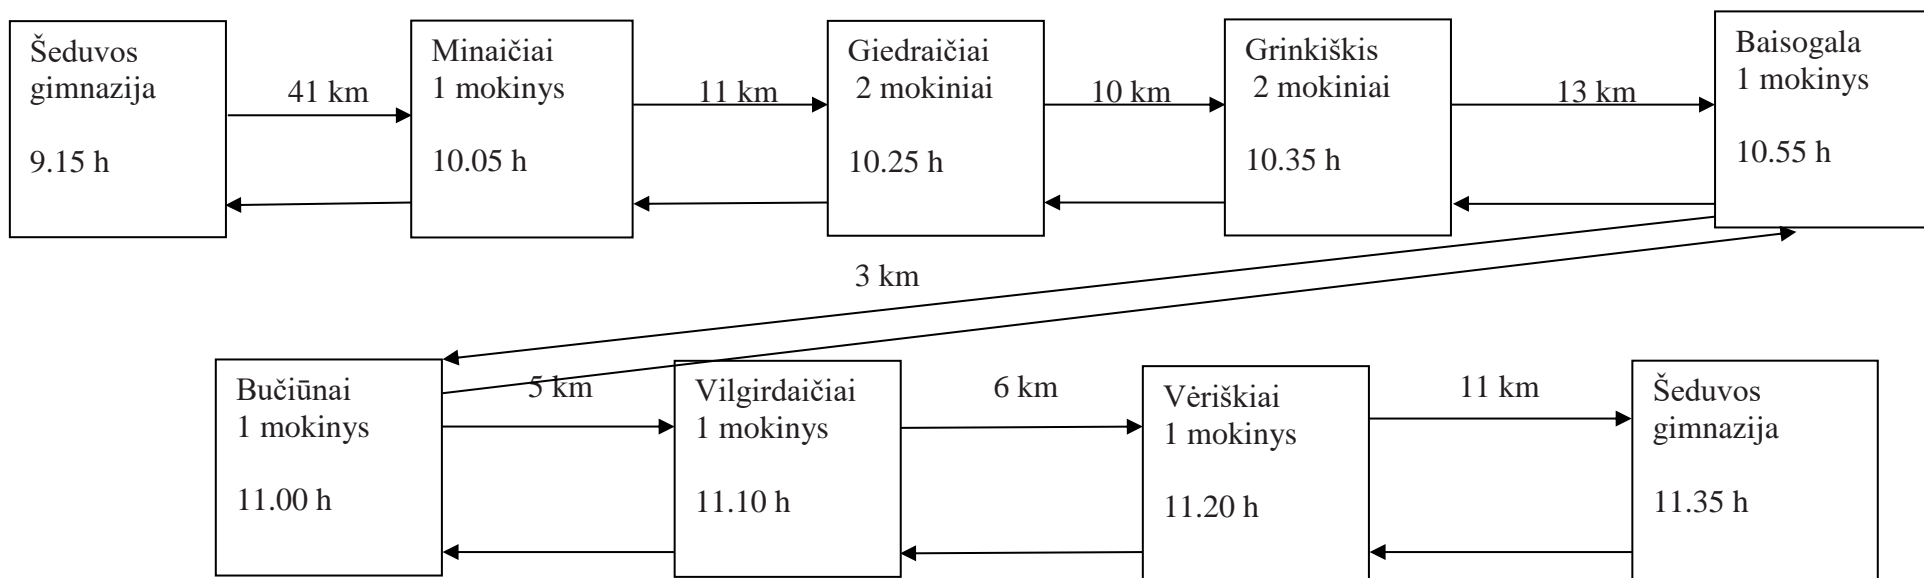 Šeduvos
gimnazija
9.15 h
41 km
Minaičiai
1 mokinys
10.05 h
11 km
Giedraičiai
2 mokiniai
10.25 h
10 km
Grinkiškis
2 mokiniai
10.35 h
13 km
Baisogala
1 mokinys
10.55 h
3 km
Bučiūnai
1 mokinys
11.00 h
5 km
Vilgirdaičiai
1 mokinys
11.10 h
6 km
Vėriškiai
1 mokinys
11.20 h
11 km
Šeduvos
gimnazija
11.35 h